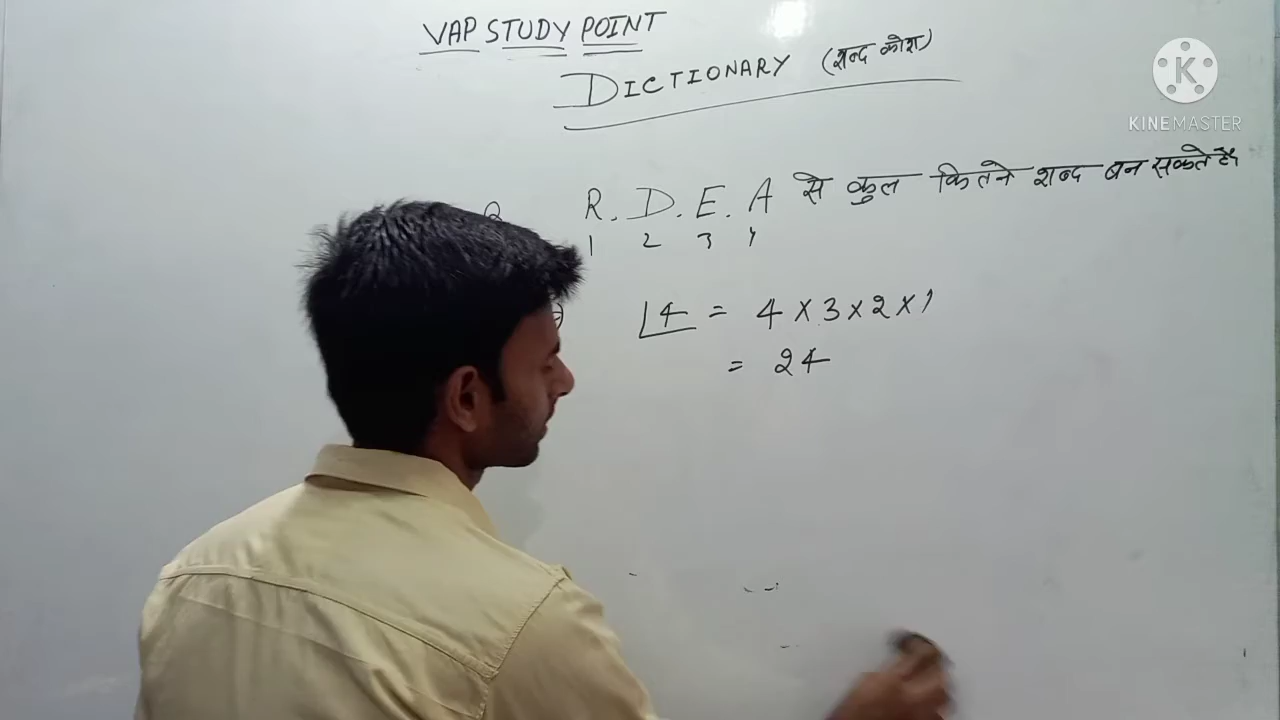 VAP STUDY POINT
DICTIONARY (शब्द कोश)
K
KINEMASTER
R. D. E. A से कुल कितने शब्द बन सकते है
1 2 3 4
⌊4 = 4 × 3 × 2 × 1
= 24